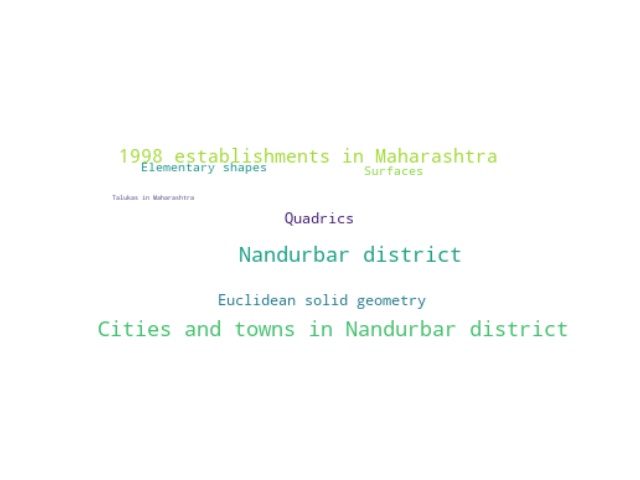 1998 establishments in Maharashtra
Elementary shapes
Surfaces
Talukas in Maharashtra
Quadrics
Nandurbar district
Euclidean solid geometry
Cities and towns in Nandurbar district